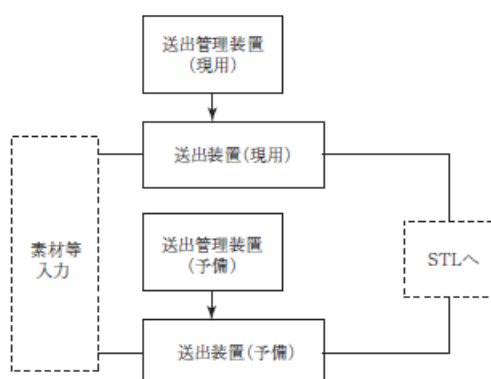 送出管理装置
(現用)
送出装置(現用)
素材等
入力
送出管理装置
(予備)
STLへ
送出装置(予備)